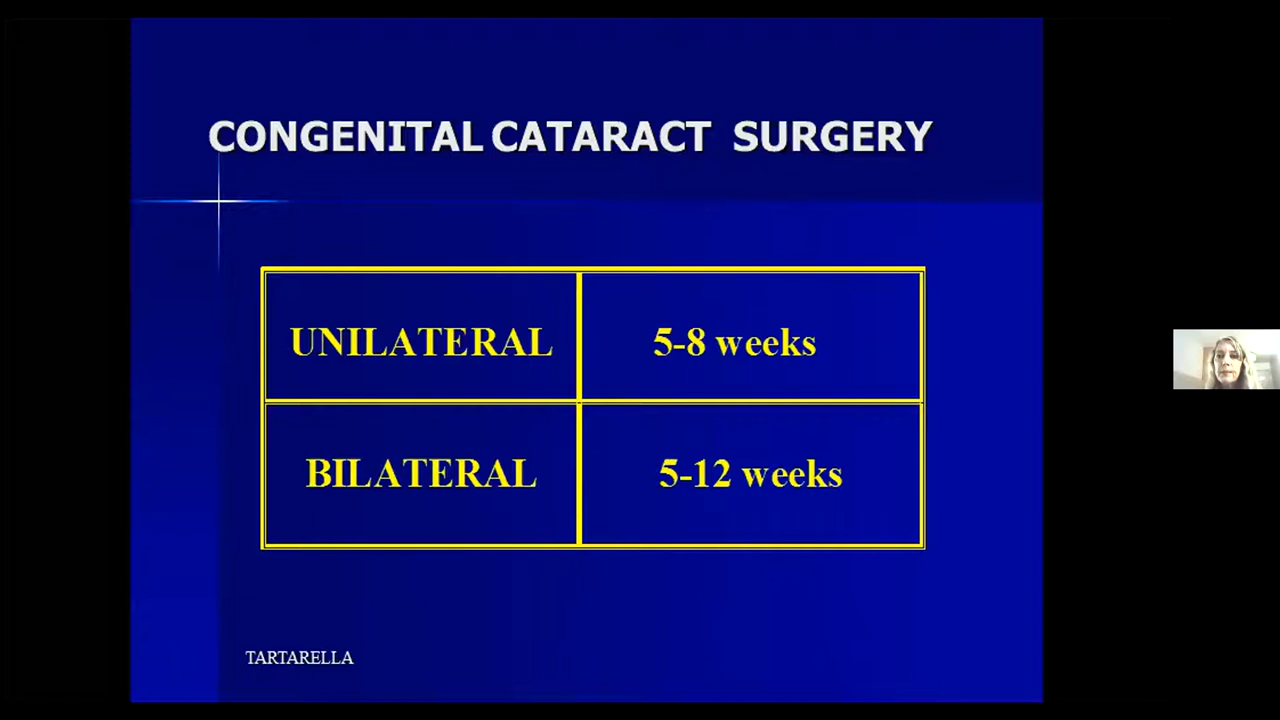 CONGENITAL CATARACT SURGERY
UNILATERAL 5-8 weeks
BILATERAL 5-12 weeks
TARTARELLA